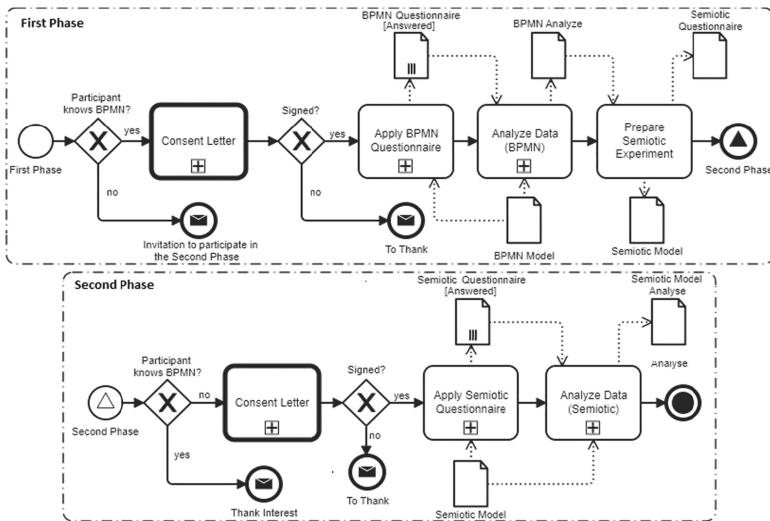 First Phase
BPMN Questionnaire
[Answered]
BPMN Analyze
Semiotic
Questionnaire
Participant
knows BPMN?
yes
Consent Letter
Signed?
yes
Apply BPMN
Questionnaire
Analyze Data
(BPMN)
Prepare
Semiotic
Experiment
First Phase
Second Phase
no
no
Invitation to participate in
the Second Phase
To Thank
BPMN Model
Semiotic Model
Second Phase
Semiotic Questionnaire
[Answered]
Semiotic Model
Analyse
Participant
knows BPMN?
no
Consent Letter
Signed?
yes
Apply Semiotic
Questionnaire
Analyze Data
(Semiotic)
Analyse
Second Phase
yes
no
Thank Interest
To Thank
Semiotic Model